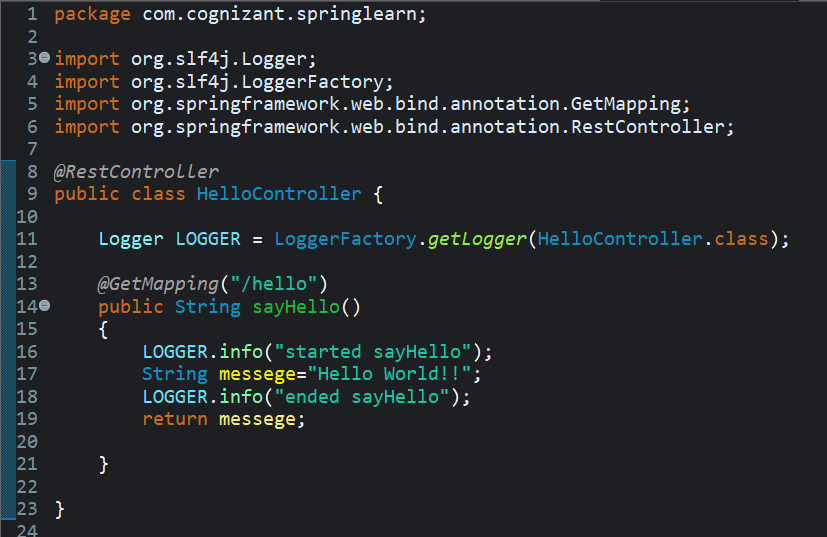 1 package com.cognizant.springlearn;
2
3 import org.slf4j.Logger;
4 import org.slf4j.LoggerFactory;
5 import org.springframework.web.bind.annotation.GetMapping;
6 import org.springframework.web.bind.annotation.RestController;
7
8 @RestController
9 public class HelloController {
10
11     Logger LOGGER = LoggerFactory.getLogger(HelloController.class);
12
13     @GetMapping("/hello")
14     public String sayHello()
15     {
16         LOGGER.info("started sayHello");
17         String messege="Hello World!!";
18         LOGGER.info("ended sayHello");
19         return messege;
20
21     }
22
23 }
24